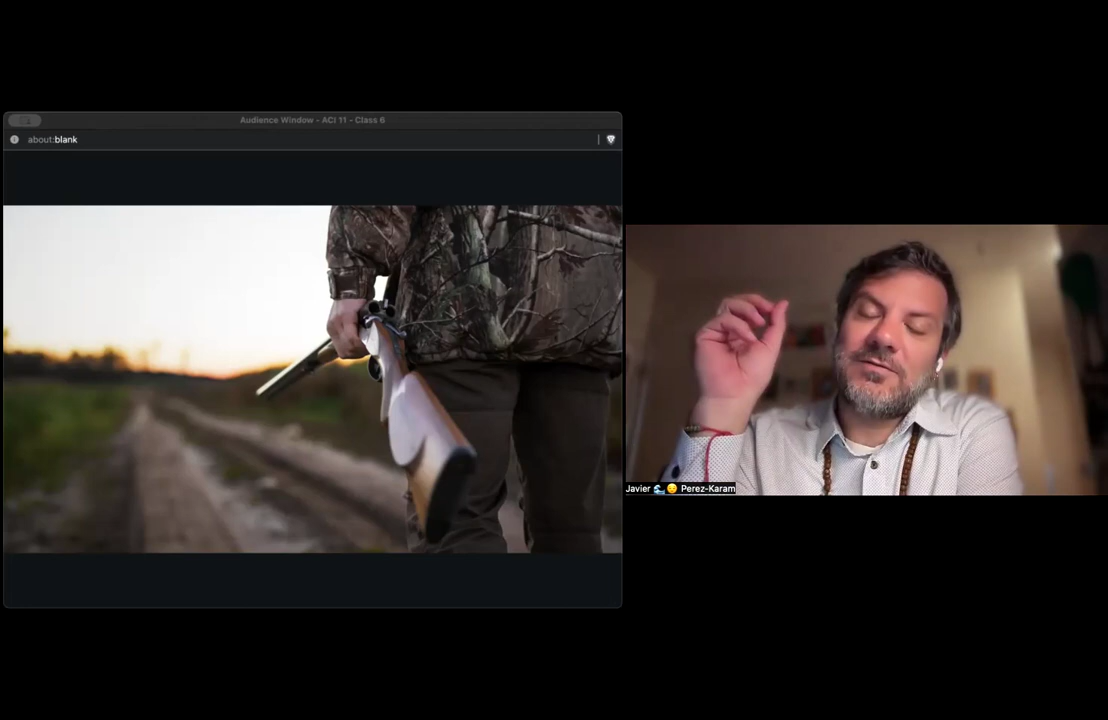 Audience Window - ACI 11 - Class 6
about:blank
Javier 🌊😌 Perez-Karam